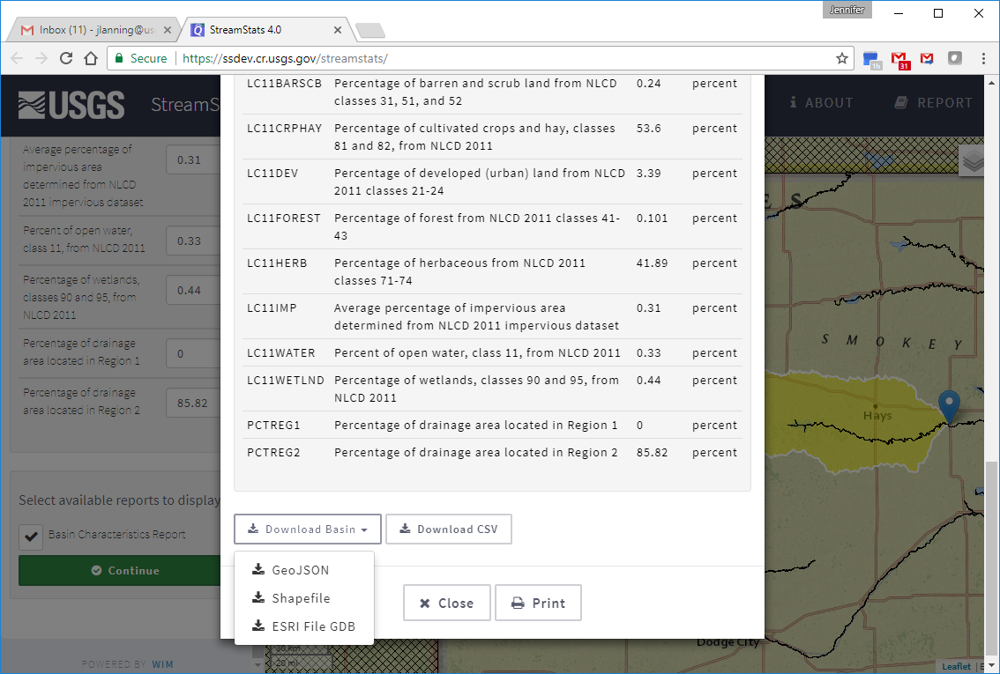 Jennifer
Inbox (11) - jlanning@us
StreamStats 4.0
Secure
https://ssdev.cr.usgs.gov/streamstats/
1h
31
USGS
StreamS
ABOUT
REPORT
Average percentage of
impervious area
determined from NLCD
2011 impervious dataset
0.31
Percent of open water,
class 11, from NLCD 2011
0.33
Percentage of wetlands,
classes 90 and 95, from
NLCD 2011
0.44
Percentage of drainage
area located in Region 1
0
Percentage of drainage
area located in Region 2
85.82
Select available reports to display
Basin Characteristics Report
Continue
POWERED BY WIM
LC11BARSCB Percentage of barren and scrub land from NLCD 0.24 percent
classes 31, 51, and 52
LC11CRPHAY Percentage of cultivated crops and hay, classes 53.6 percent
81 and 82, from NLCD 2011
LC11DEV Percentage of developed (urban) land from NLCD 3.39 percent
2011 classes 21-24
LC11FOREST Percentage of forest from NLCD 2011 classes 41- 0.101 percent
43
LC11HERB Percentage of herbaceous from NLCD 2011 41.89 percent
classes 71-74
LC11IMP Average percentage of impervious area 0.31 percent
determined from NLCD 2011 impervious dataset
LC11WATER Percent of open water, class 11, from NLCD 2011 0.33 percent
LC11WETLND Percentage of wetlands, classes 90 and 95, from 0.44 percent
NLCD 2011
PCTREG1 Percentage of drainage area located in Region 1 0 percent
PCTREG2 Percentage of drainage area located in Region 2 85.82 percent
Download Basin
Download CSV
GeoJSON
Shapefile
ESRI File GDB
Close
Print
E S
SMOKEY
Hays
Dodge City
30 km
20 mi
Leaflet | E